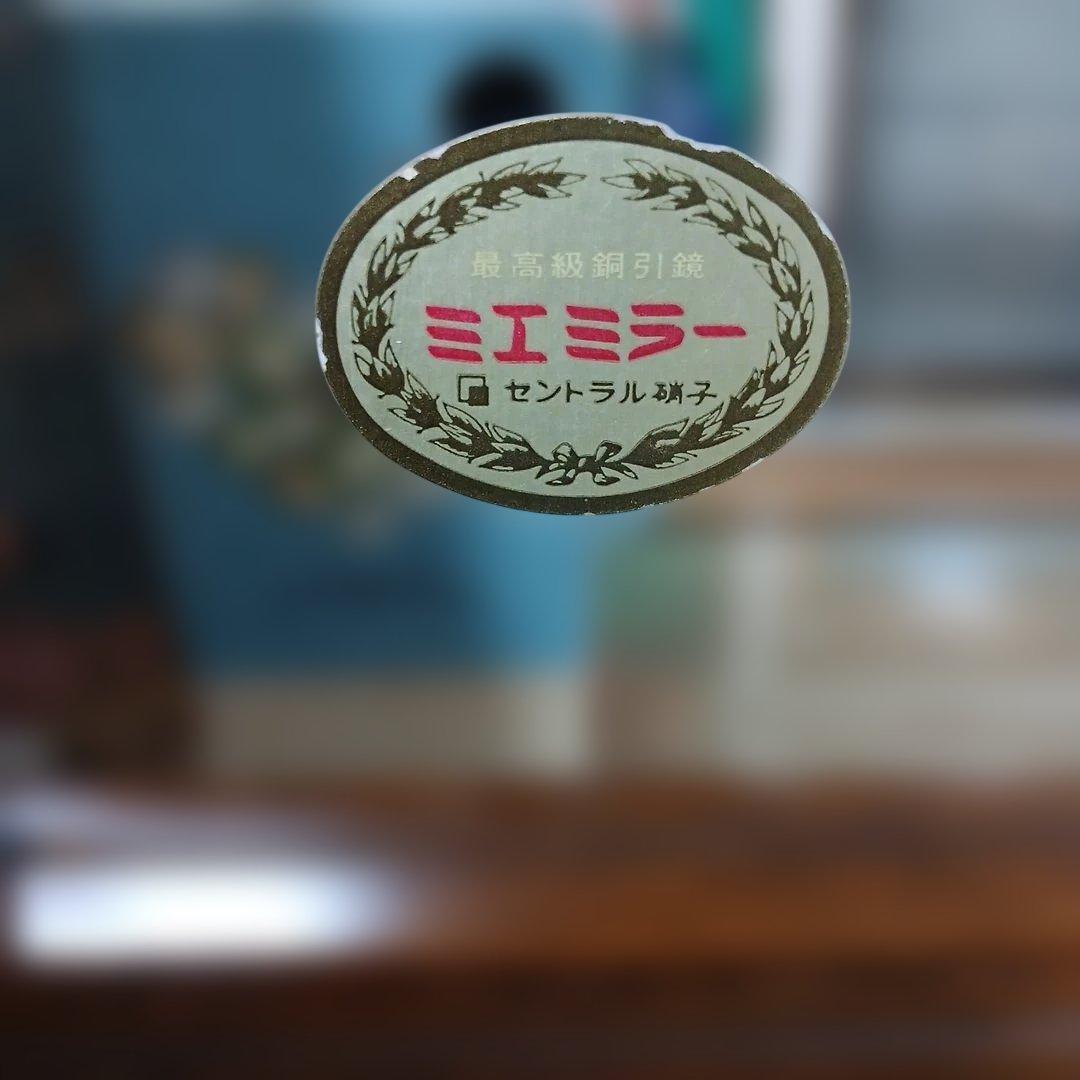 最高級銅引鏡
ミエミラー
セントラル硝子